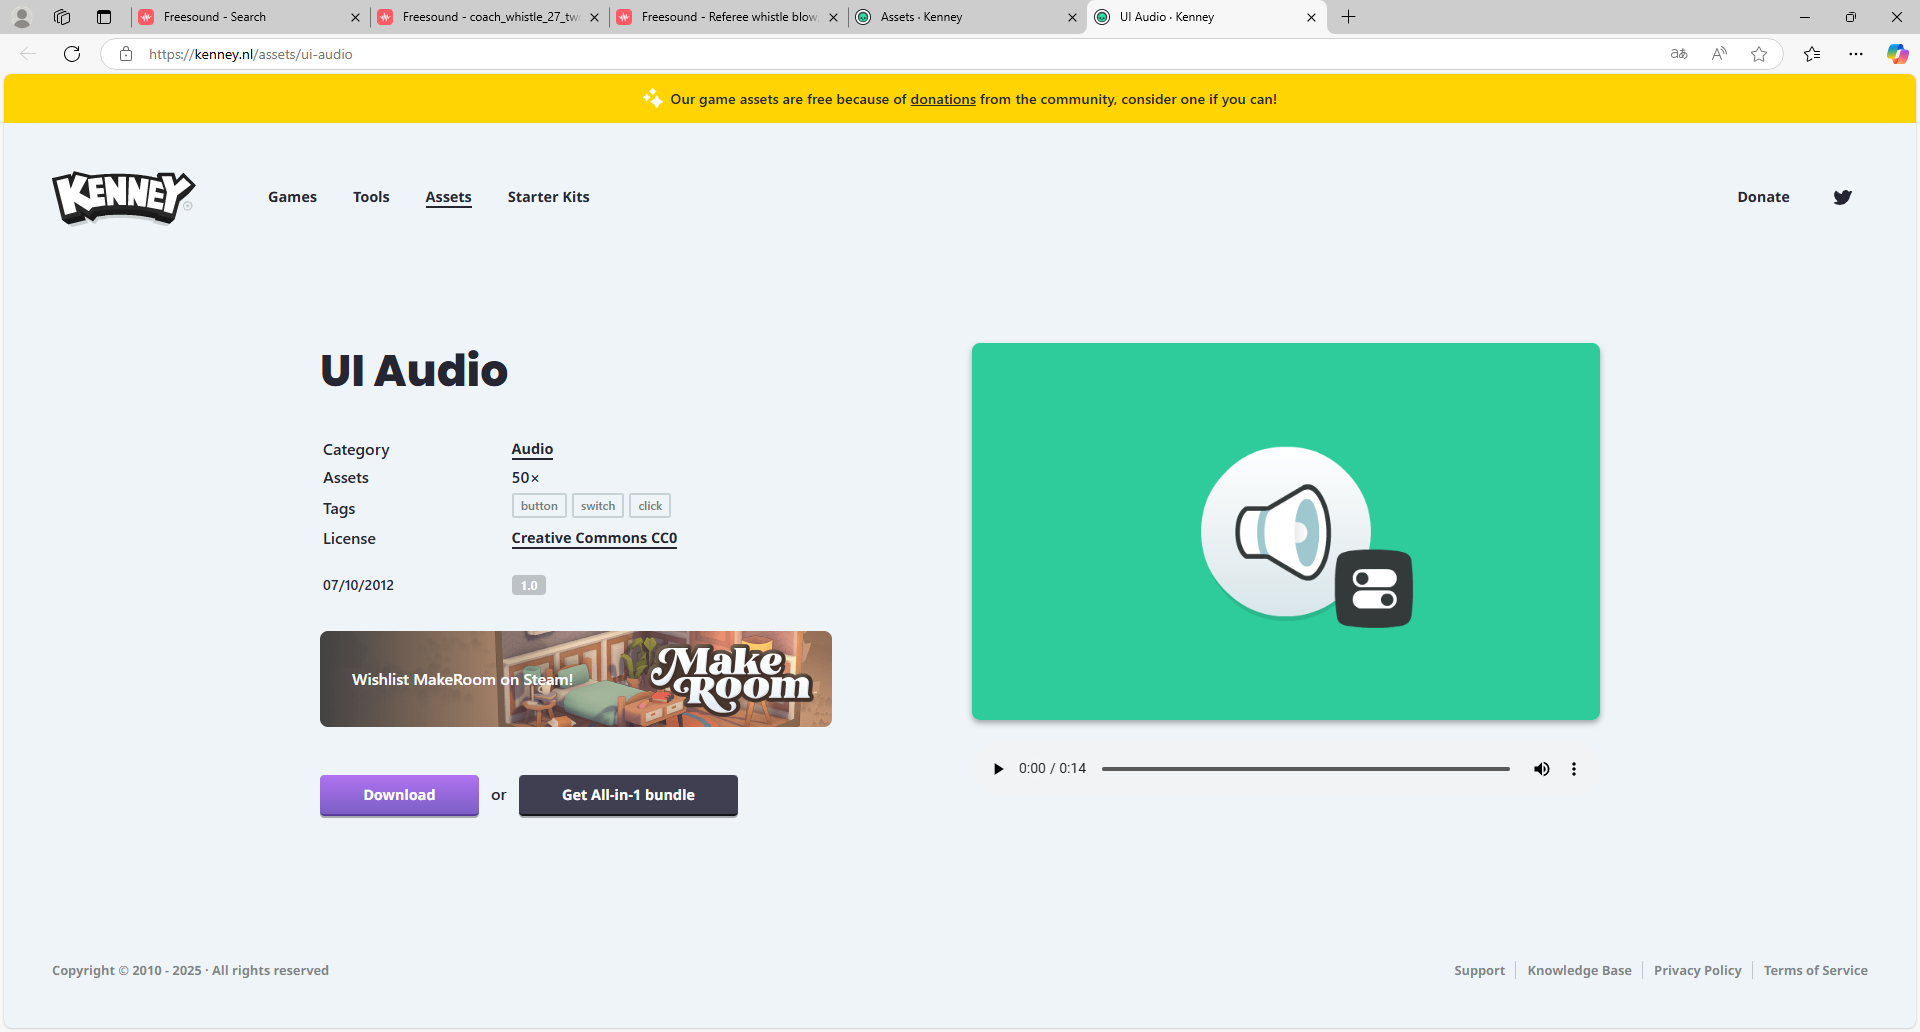 Freesound - Search
Freesound - coach_whistle_27_tw
Freesound - Referee whistle blow,
Assets · Kenney
UI Audio · Kenney
https://kenney.nl/assets/ui-audio
Our game assets are free because of donations from the community, consider one if you can!
KENNEY
Games
Tools
Assets
Starter Kits
Donate
UI Audio
Category
Audio
Assets
50×
Tags
button
switch
click
License
Creative Commons CC0
07/10/2012
1.0
Wishlist MakeRoom on Steam!
Make Room
Download
or
Get All-in-1 bundle
0:00 / 0:14
Copyright © 2010 - 2025 · All rights reserved
Support
Knowledge Base
Privacy Policy
Terms of Service